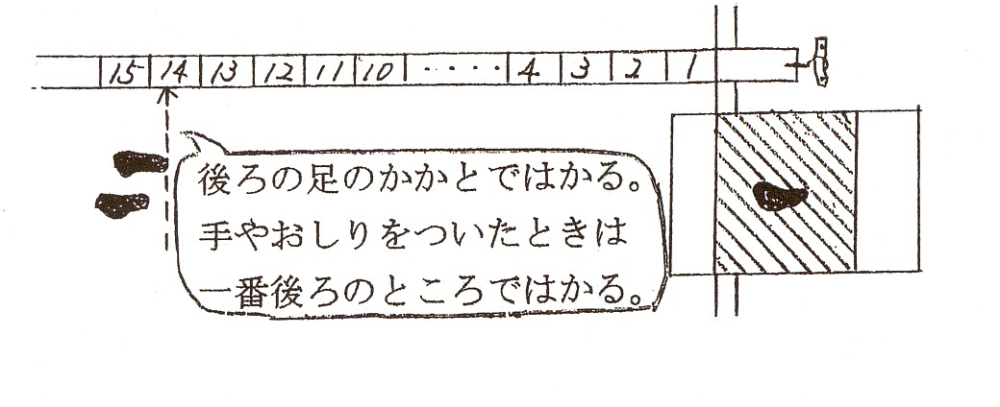 15 14 13 12 11 10 ‥‥ 4 3 2 1
後ろの足のかかとではかる。
手やおしりをついたときは
一番後ろのところではかる。